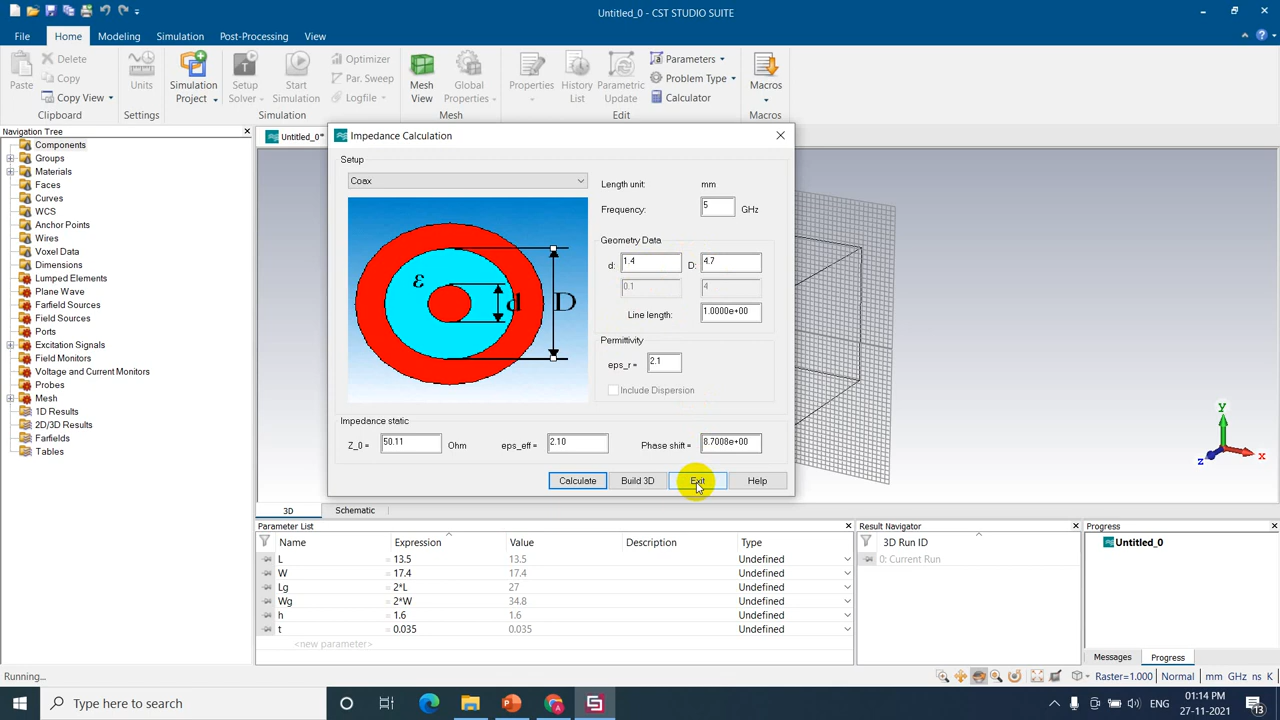 Untitled_0* - CST STUDIO SUITE
File Home Modeling Simulation Post-Processing View
Paste
Delete
Copy
Copy View
Clipboard
Units
Settings
Simulation Project
Setup Solver
Start Simulation
Optimizer
Par. Sweep
Logfile
Simulation
Mesh View
Global Properties
Mesh
Properties
History List
Parametric Update
Parameters
Problem Type
Calculator
Edit
Macros
Macros
Navigation Tree
Components
Groups
Materials
Faces
Curves
WCS
Anchor Points
Wires
Voxel Data
Dimensions
Lumped Elements
Plane Wave
Farfield Sources
Field Sources
Ports
Excitation Signals
Field Monitors
Voltage and Current Monitors
Probes
Mesh
1D Results
2D/3D Results
Farfields
Tables
Untitled_0*
Impedance Calculation
Setup
Coax
Length unit: mm
Frequency: 5 GHz
Geometry Data
d: 1.4 D: 4.7
0.1 4
Line length: 1.0000e+00
Permittivity
eps_r = 2.1
Include Dispersion
ε d D
Impedance static
Z_0 = 50.11 Ohm eps_eff = 2.10 Phase shift = 8.7008e+00
Calculate Build 3D Exit Help
y
x
z
3D Schematic
Parameter List
Name Expression Value Description Type
L = 13.5 13.5 Undefined
W = 17.4 17.4 Undefined
Lg = 2*L 27 Undefined
Wg = 2*W 34.8 Undefined
h = 1.6 1.6 Undefined
t = 0.035 0.035 Undefined
<new parameter>
Result Navigator
3D Run ID
0: Current Run
Progress
Untitled_0
Messages Progress
Running...
Raster=1.000 Normal mm GHz ns K
Type here to search
01:14 PM
27-11-2021